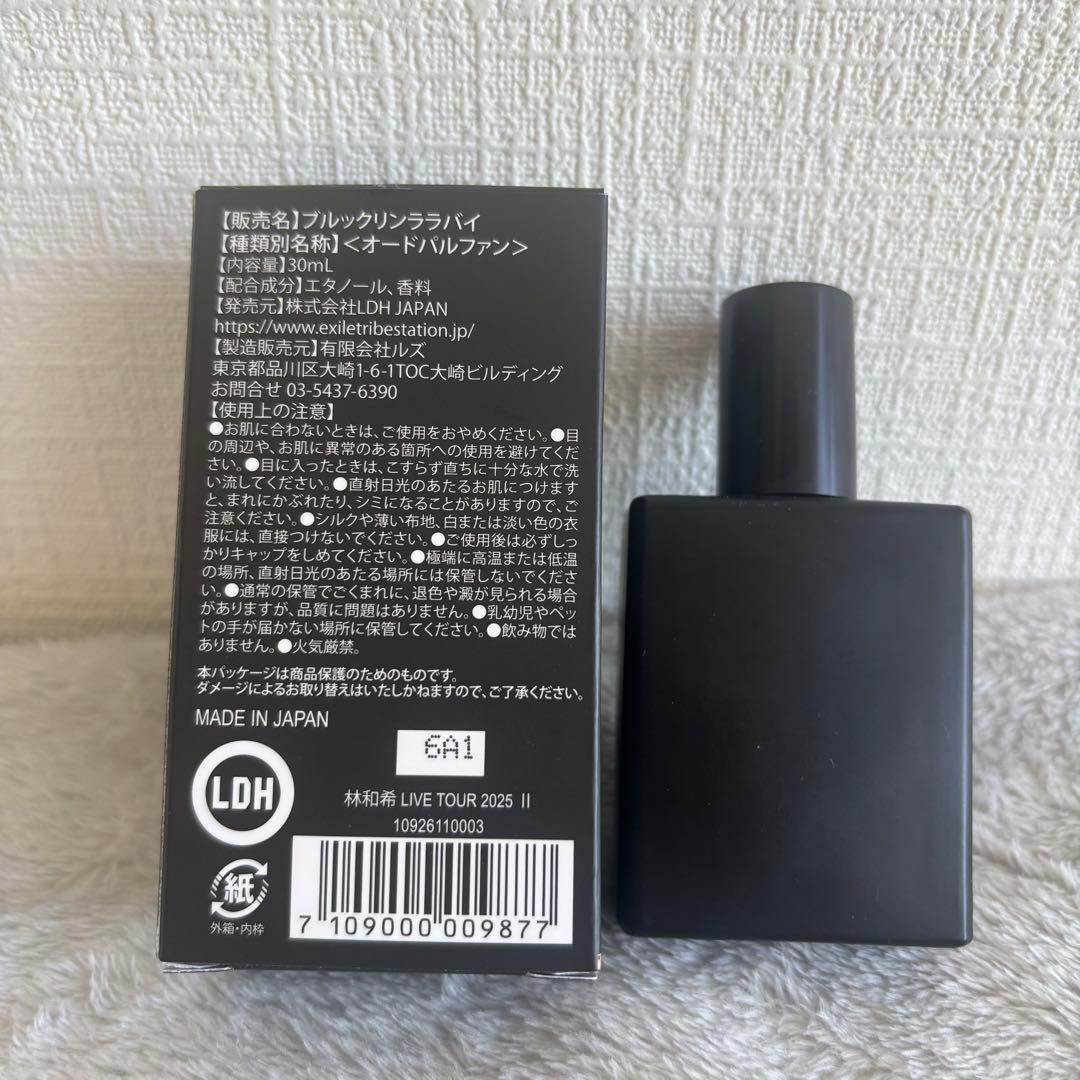 【販売名】ブルックリンララバイ
【種類別名称】＜オードパルファン＞
【内容量】30mL
【配合成分】エタノール、香料
【発売元】株式会社LDH JAPAN
https://www.exiletribestation.jp/
【製造販売元】有限会社ルズ
東京都品川区大崎1-6-1TOC大崎ビルディング
お問合せ 03-5437-6390
【使用上の注意】
●お肌に合わないときは、ご使用をおやめください。●目
の周辺や、お肌に異常のある箇所への使用を避けてくだ
さい。●目に入ったときは、こすらず直ちに十分な水で洗
い流してください。●直射日光のあたるお肌につけます
と、まれにかぶれたり、シミになることがありますので、ご
注意ください。●シルクや薄い布地、白または淡い色の衣
服には、直接つけないでください。●ご使用後は必ずしっ
かりキャップをしめてください。●極端に高温または低温
の場所、直射日光のあたる場所には保管しないでくださ
い。●通常の保管でごくまれに、退色や澱が見られる場合
がありますが、品質に問題はありません。●乳幼児やペッ
トの手が届かない場所に保管してください。●飲み物では
ありません。●火気厳禁。
本パッケージは商品保護のためのものです。
ダメージによるお取り替えはいたしかねますので、ご了承ください。
MADE IN JAPAN
6A1
LDH
林和希 LIVE TOUR 2025 II
10926110003
紙
外箱・内枠
7 109000 009877